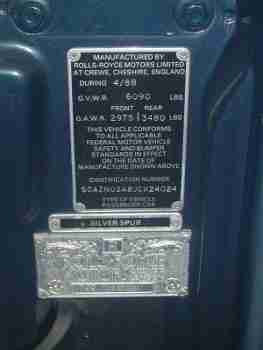 MANUFACTURED BY
ROLLS-ROYCE MOTORS LIMITED
AT CREWE, CHESHIRE, ENGLAND
DURING 4/88
G.V.W.R. 6090 LBS
FRONT REAR
G.A.W.R. 2975 3480 LBS
THIS VEHICLE CONFORMS
TO ALL APPLICABLE
FEDERAL MOTOR VEHICLE
SAFETY AND BUMPER
STANDARDS IN EFFECT
ON THE DATE OF
MANUFACTURE SHOWN ABOVE
IDENTIFICATION NUMBER
SCAZN02A8JCX24024
TYPE OF VEHICLE
PASSENGER CAR
SILVER SPUR